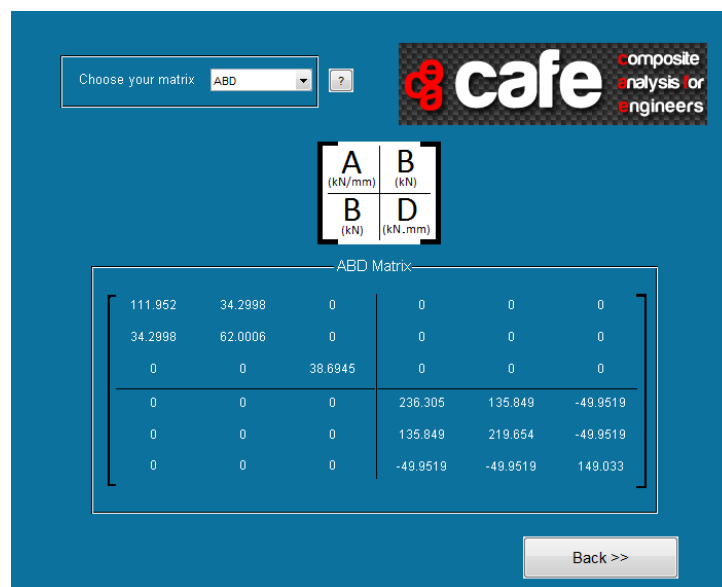 Choose your matrix ABD ?
cafe
composite
analysis for
engineers
A B
(kN/mm) (kN)
B D
(kN) (kN.mm)
ABD Matrix
111.952 34.2998 0 0 0 0
34.2998 62.0006 0 0 0 0
0 0 38.6945 0 0 0
0 0 0 236.305 135.849 -49.9519
0 0 0 135.849 219.654 -49.9519
0 0 0 -49.9519 -49.9519 149.033
Back >>